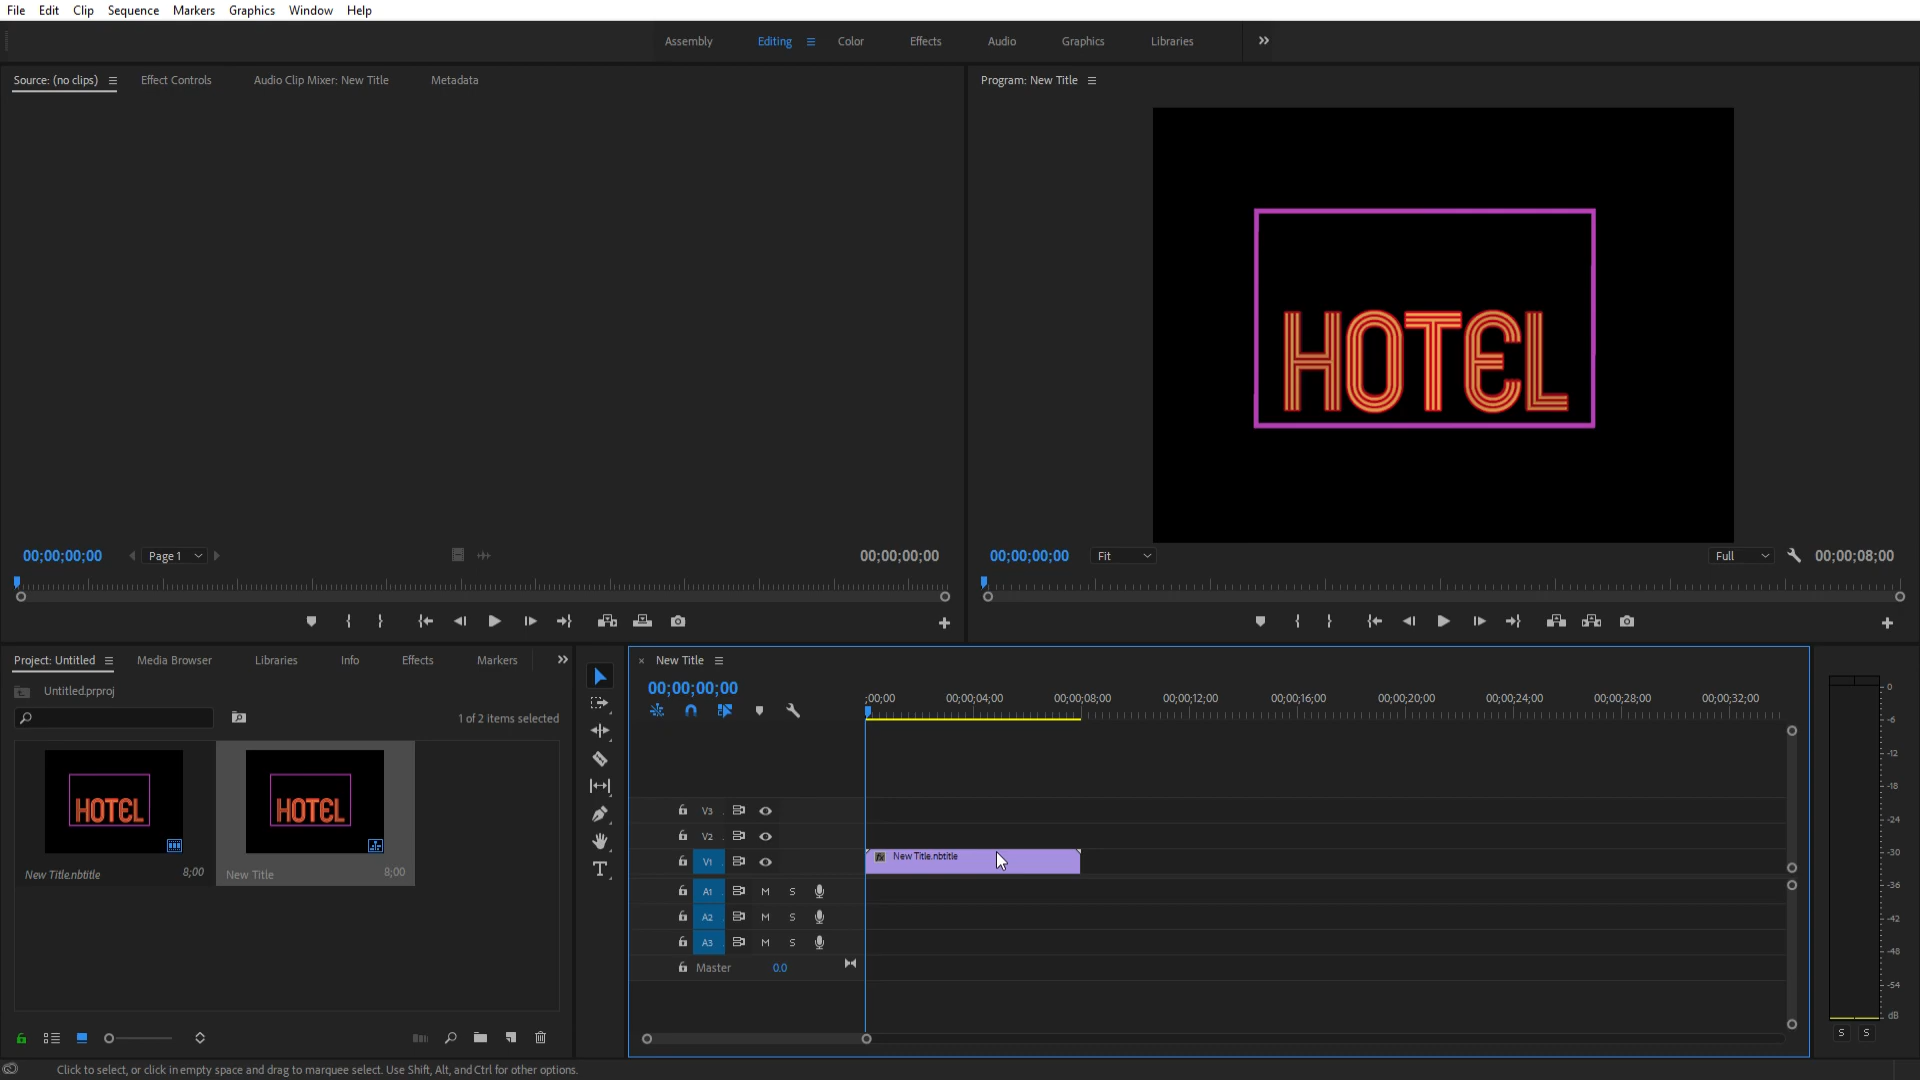 File Edit Clip Sequence Markers Graphics Window Help
Assembly Editing Color Effects Audio Graphics Libraries
Source: (no clips) Effect Controls Audio Clip Mixer: New Title Metadata
Program: New Title
HOTEL
00;00;00;00 Page 1 00;00;00;00
00;00;00;00 Fit Full 00;00;08;00
Project: Untitled Media Browser Libraries Info Effects Markers
Untitled.prproj
1 of 2 items selected
HOTEL
New Title.nbtitle 8;00
HOTEL
New Title 8;00
T
× New Title
00;00;00;00
;00;00 00;00;04;00 00;00;08;00 00;00;12;00 00;00;16;00 00;00;20;00 00;00;24;00 00;00;28;00 00;00;32;00
V3
V2
V1 fx New Title.nbtitle
A1 M S
A2 M S
A3 M S
Master 0.0
0
-6
-12
-18
-24
-30
-36
-42
-48
-54
dB
S S
Click to select, or click in empty space and drag to marquee select. Use Shift, Alt, and Ctrl for other options.